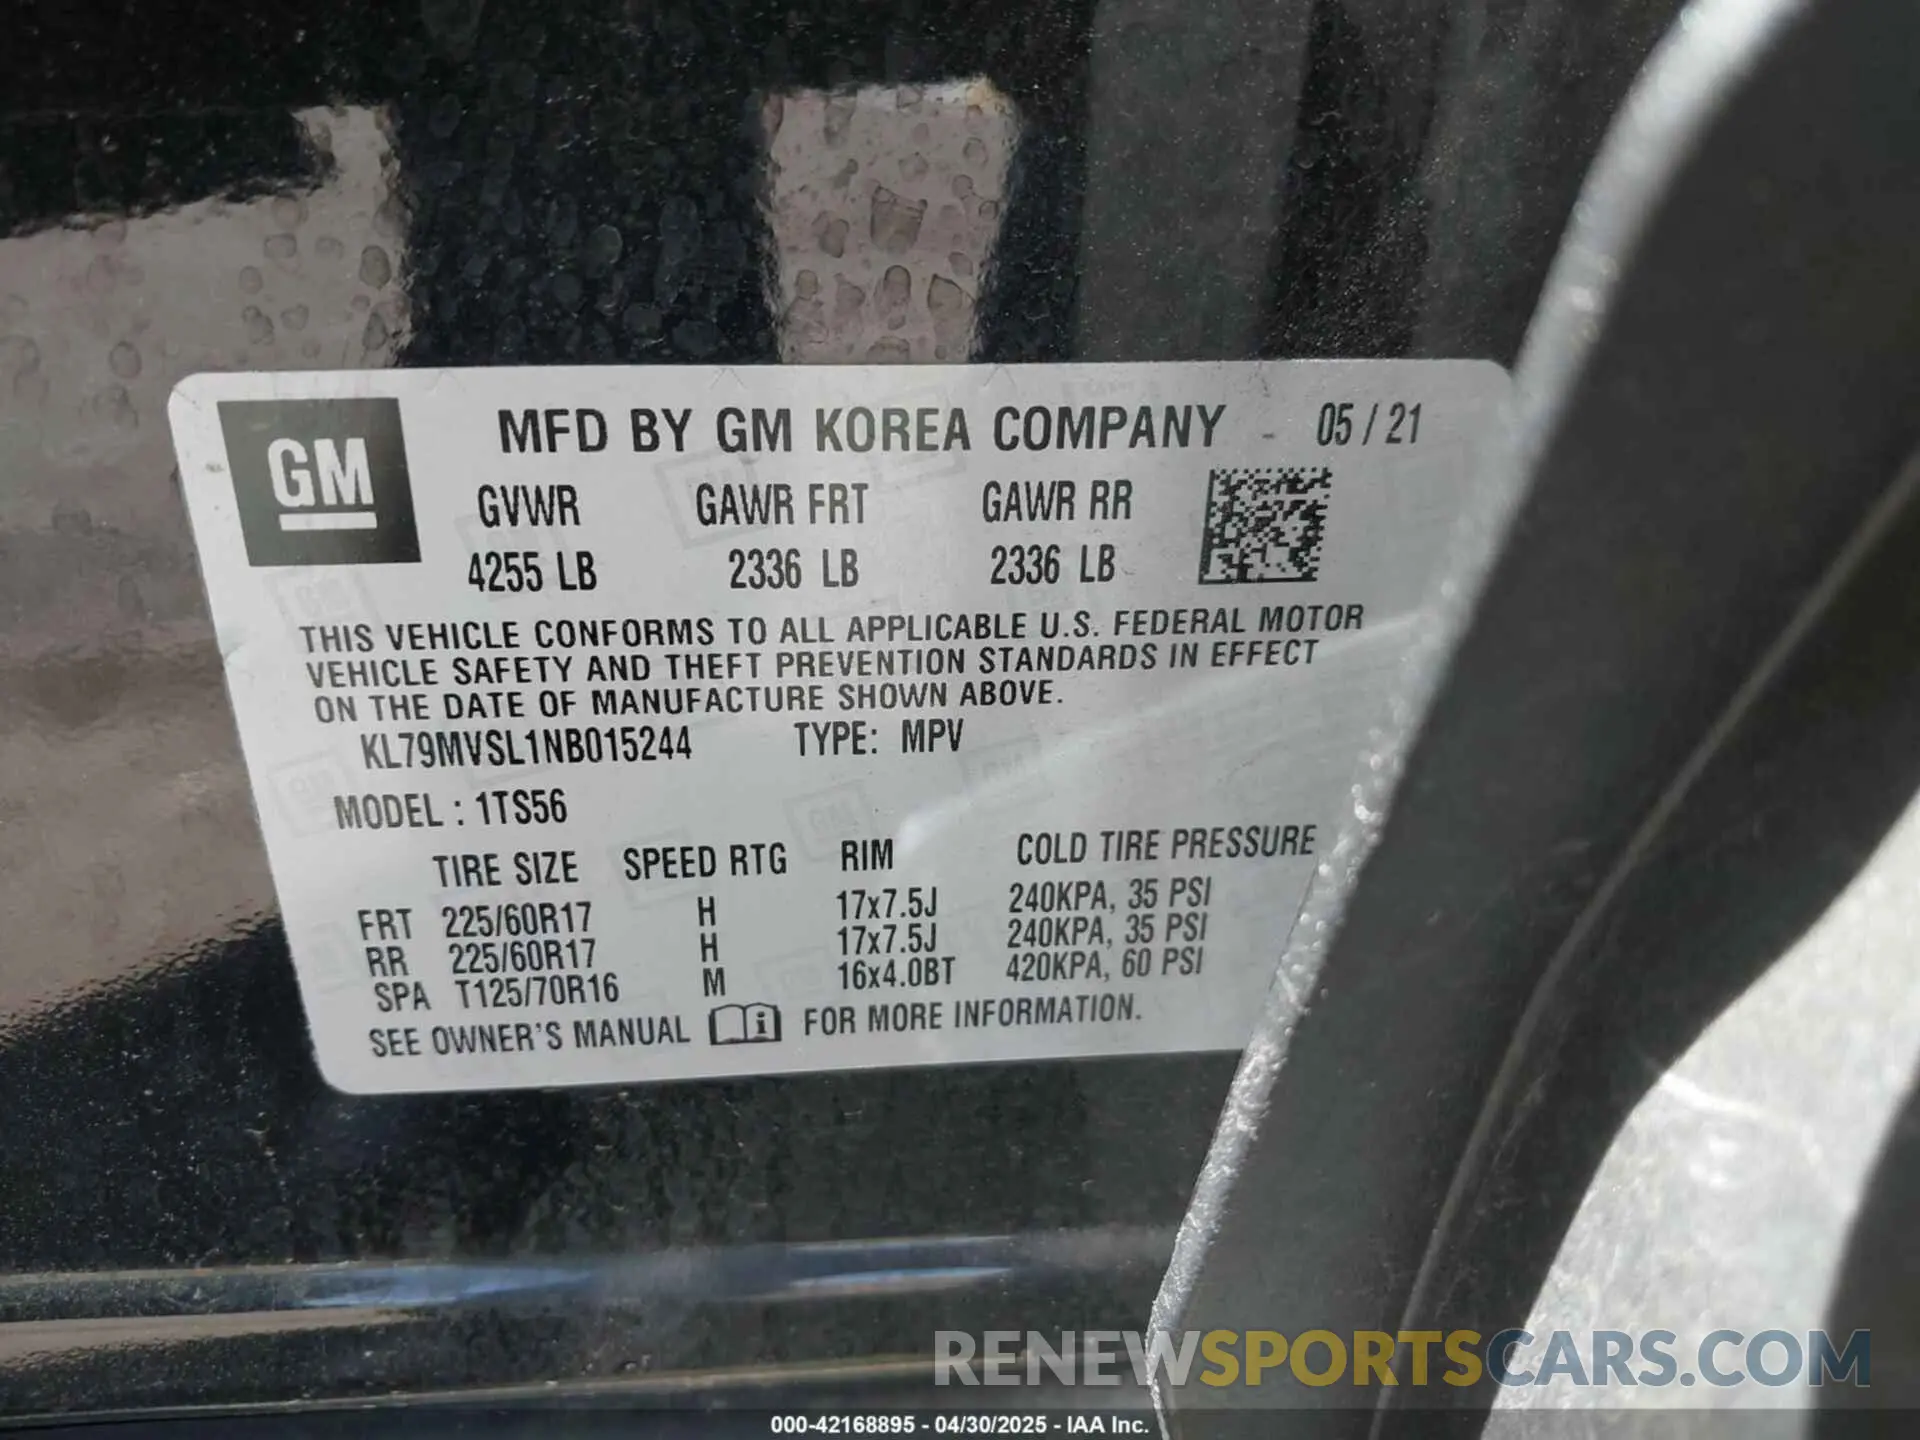 GM
MFD BY GM KOREA COMPANY - 05 / 21
GVWR GAWR FRT GAWR RR
4255 LB 2336 LB 2336 LB
THIS VEHICLE CONFORMS TO ALL APPLICABLE U.S. FEDERAL MOTOR
VEHICLE SAFETY AND THEFT PREVENTION STANDARDS IN EFFECT
ON THE DATE OF MANUFACTURE SHOWN ABOVE.
KL79MVSL1NB015244 TYPE: MPV
MODEL : 1TS56
TIRE SIZE SPEED RTG RIM COLD TIRE PRESSURE
FRT 225/60R17 H 17x7.5J 240KPA, 35 PSI
RR 225/60R17 H 17x7.5J 240KPA, 35 PSI
SPA T125/70R16 M 16x4.0BT 420KPA, 60 PSI
SEE OWNER'S MANUAL i FOR MORE INFORMATION.
RENEWSPORTSCARS.COM
000-42168895 - 04/30/2025 - IAA Inc.